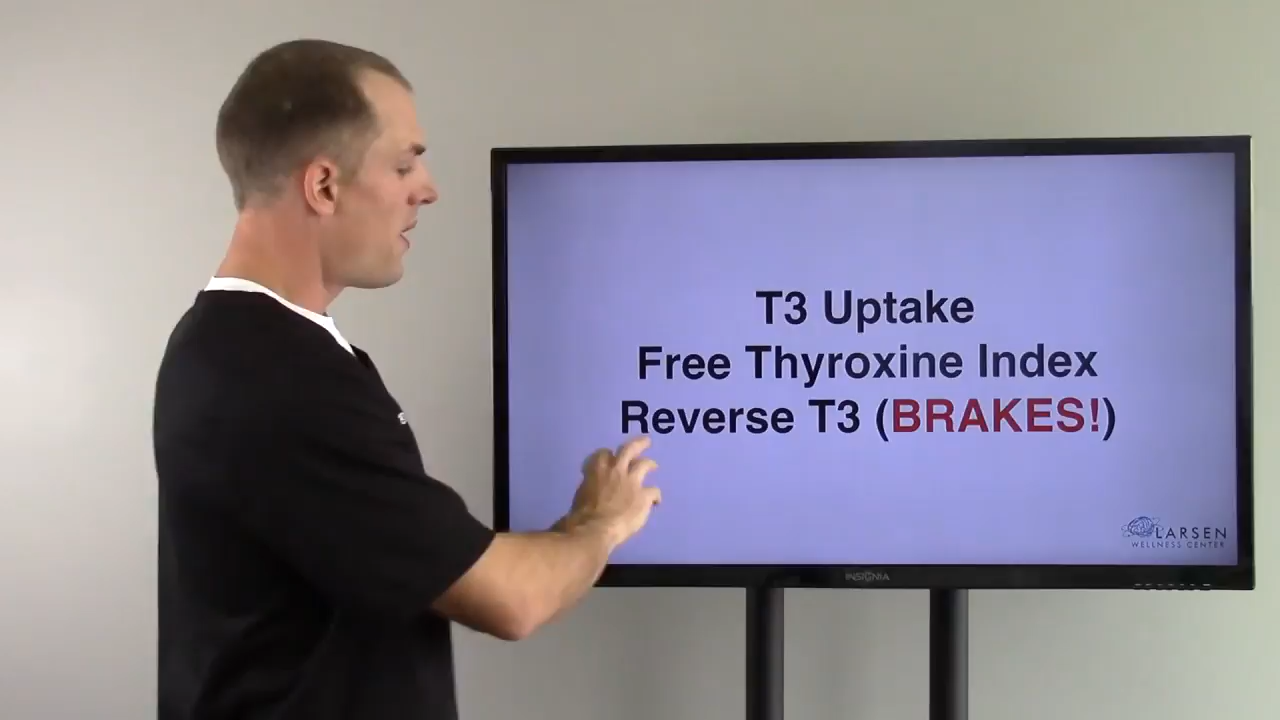 T3 Uptake
Free Thyroxine Index
Reverse T3 (BRAKES!)
LARSEN
WELLNESS CENTER
INSIGNIA